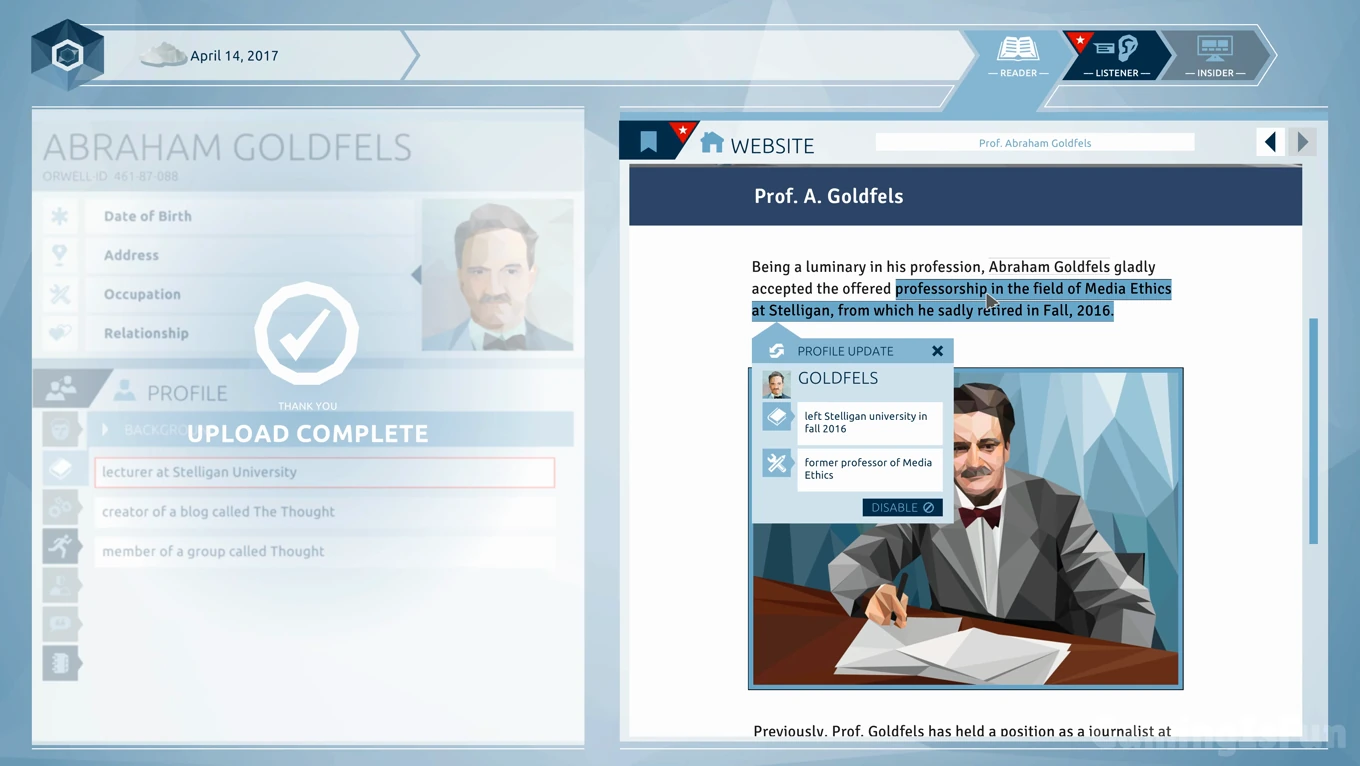 April 14, 2017
— READER —
— LISTENER —
— INSIDER —
ABRAHAM GOLDFELS
ORWELL-ID 461-87-088
Date of Birth
Address
Occupation
Relationship
PROFILE
THANK YOU
UPLOAD COMPLETE
lecturer at Stelligan University
creator of a blog called The Thought
member of a group called Thought
WEBSITE
Prof. Abraham Goldfels
Prof. A. Goldfels
Being a luminary in his profession, Abraham Goldfels gladly
accepted the offered professorship in the field of Media Ethics
at Stelligan, from which he sadly retired in Fall, 2016.
PROFILE UPDATE
GOLDFELS
left Stelligan university in
fall 2016
former professor of Media
Ethics
DISABLE
Previously, Prof. Goldfels has held a position as a journalist at
GamingIsFun